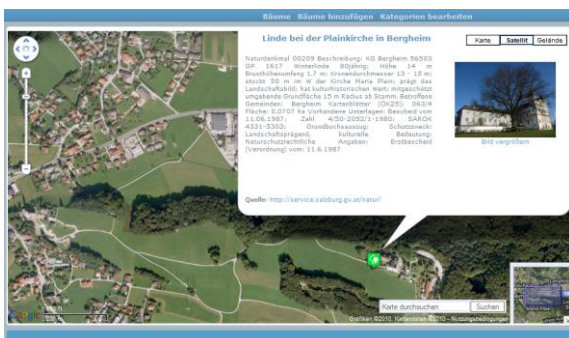 Bäume Bäume hinzufügen Kategorien bearbeiten
Linde bei der Plainkirche in Bergheim
Karte Satellit Gelände
Naturdenkmal 00209 Beschreibung: KG Bergheim 56503
GP 1617 Winterlinde 80jährig; Höhe 14 m
Brusthöhenumfang 1.7 m; Kronendurchmesser 13 - 15 m;
stockt 50 m im W der Kirche Maria Plain; prägt das
Landschaftsbild; hat kulturhistorischen Wert; mitgeschützt
umgebende Grundfläche 15 m Radius ab Stamm. Betroffene
Gemeinden: Bergheim Kartenblätter (ÖK25): 063/4
Fläche: 0.0707 ha Vorhandene Unterlagen: Bescheid vom
11.06.1987; Zahl 4/50-2052/1-1980; SAROK
4331-5303; Grundbuchsauszug; Schutzzweck:
Landschaftsprägend, kulturelle Bedeutung;
Naturschutzrechtliche Angaben: Erstbescheid
(Verordnung) vom: 11.6.1987
Bild vergrößern
Quelle: http://service.salzburg.gv.at/natur/
Karte durchsuchen Suchen
Google
200 m
Grafiken ©2010, Kartendaten ©2010 - Nutzungsbedingungen